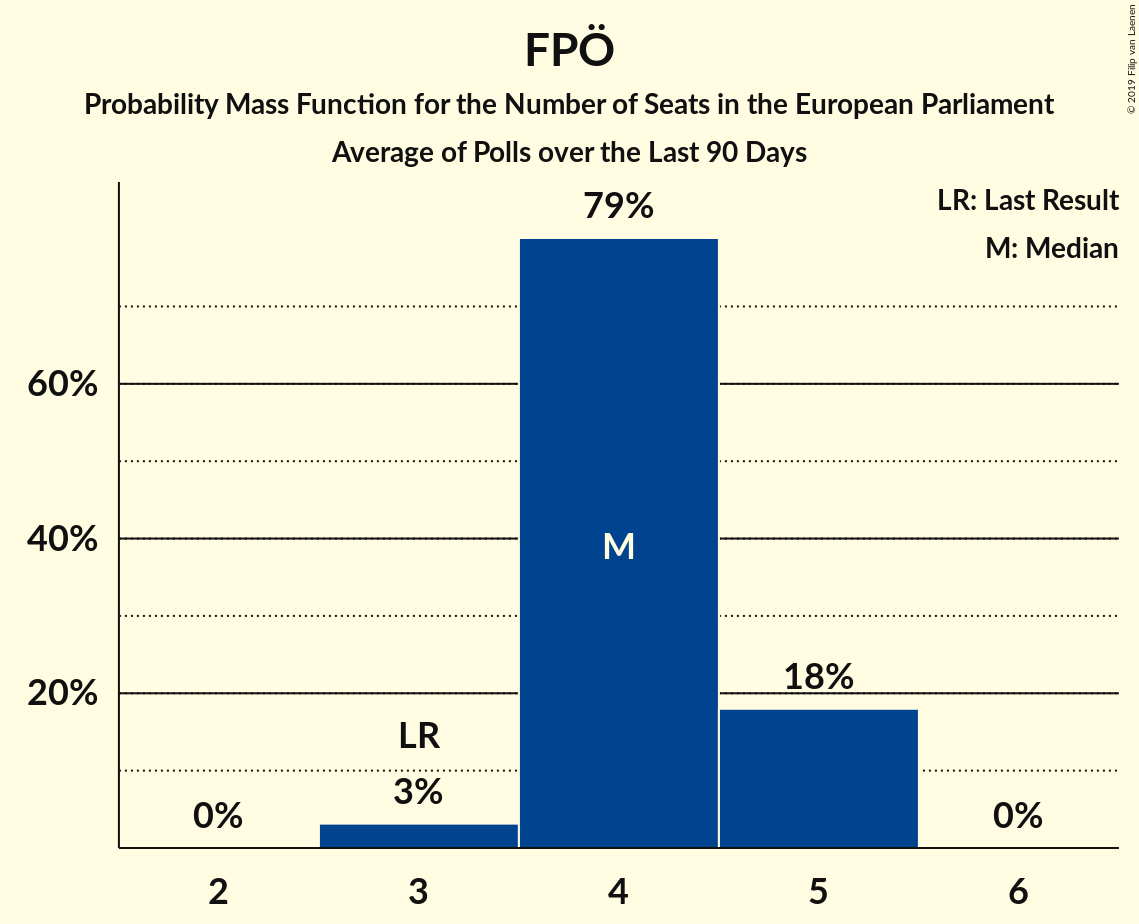 FPÖ
Probability Mass Function for the Number of Seats in the European Parliament
Average of Polls over the Last 90 Days
© 2019 Filip van Laenen
LR: Last Result
M: Median
79%
60%
40%
M
20%
18%
LR
3%
0%
0%
2
3
4
5
6